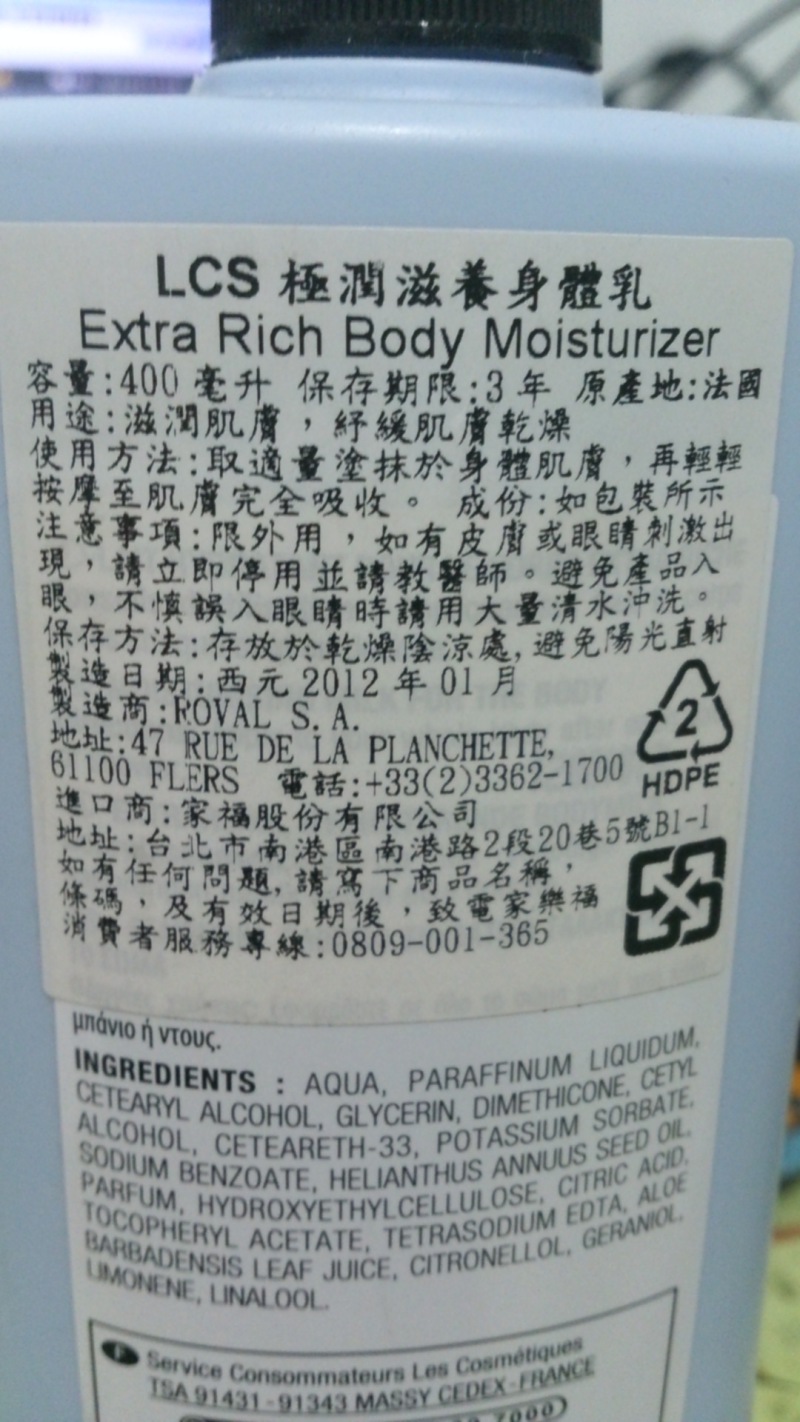 LCS 極潤滋養身體乳
Extra Rich Body Moisturizer
容量:400 毫升 保存期限:3 年 原產地:法國
用途:滋潤肌膚，紓緩肌膚乾燥
使用方法:取適量塗抹於身體肌膚，再輕輕
按摩至肌膚完全吸收。 成份:如包裝所示
注意事項:限外用，如有皮膚或眼睛刺激出
現，請立即停用並請教醫師。避免產品入
眼，不慎誤入眼睛時請用大量清水沖洗。
保存方法:存放於乾燥陰涼處,避免陽光直射
製造日期:西元 2012 年 01 月
製造商:ROVAL S.A.
地址:47 RUE DE LA PLANCHETTE,
61100 FLERS 電話:+33(2)3362-1700
2
HDPE
進口商:家福股份有限公司
地址:台北市南港區南港路2段20巷5號B1-1
如有任何問題,請寫下商品名稱，
條碼，及有效日期後，致電家樂福
消費者服務專線:0809-001-365
μπάνιο ή ντους.
INGREDIENTS : AQUA, PARAFFINUM LIQUIDUM,
CETEARYL ALCOHOL, GLYCERIN, DIMETHICONE, CETYL
ALCOHOL, CETEARETH-33, POTASSIUM SORBATE,
SODIUM BENZOATE, HELIANTHUS ANNUUS SEED OIL,
PARFUM, HYDROXYETHYLCELLULOSE, CITRIC ACID,
TOCOPHERYL ACETATE, TETRASODIUM EDTA, ALOE
BARBADENSIS LEAF JUICE, CITRONELLOL, GERANIOL,
LIMONENE, LINALOOL.
F Service Consommateurs Les Cosmétiques
TSA 91431 - 91343 MASSY CEDEX - FRANCE